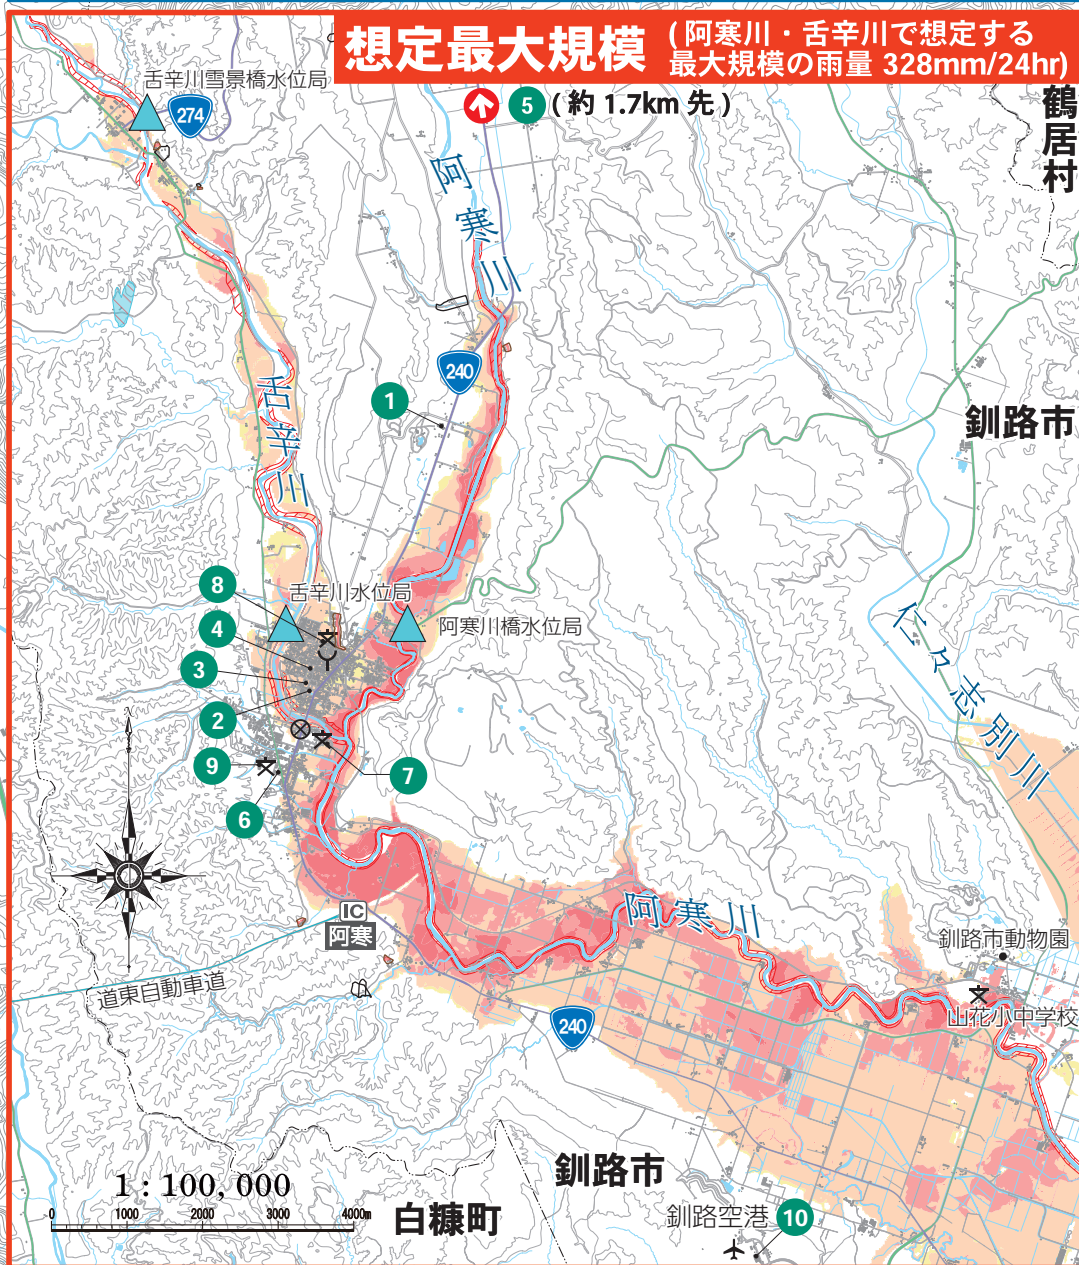 想定最大規模
(阿寒川・舌辛川で想定する
最大規模の雨量 328mm/24hr)
舌辛川雪景橋水位局
274
5
(約 1.7km 先)
鶴居村
阿寒川
240
1
舌辛川
釧路市
8
舌辛川水位局
4
阿寒川橋水位局
3
2
9
7
6
仁々志別川
IC
阿寒
阿寒川
釧路市動物園
道東自動車道
山花小中学校
240
釧路市
1 : 100, 000
0 1000 2000 3000 4000m
白糠町
釧路空港
10